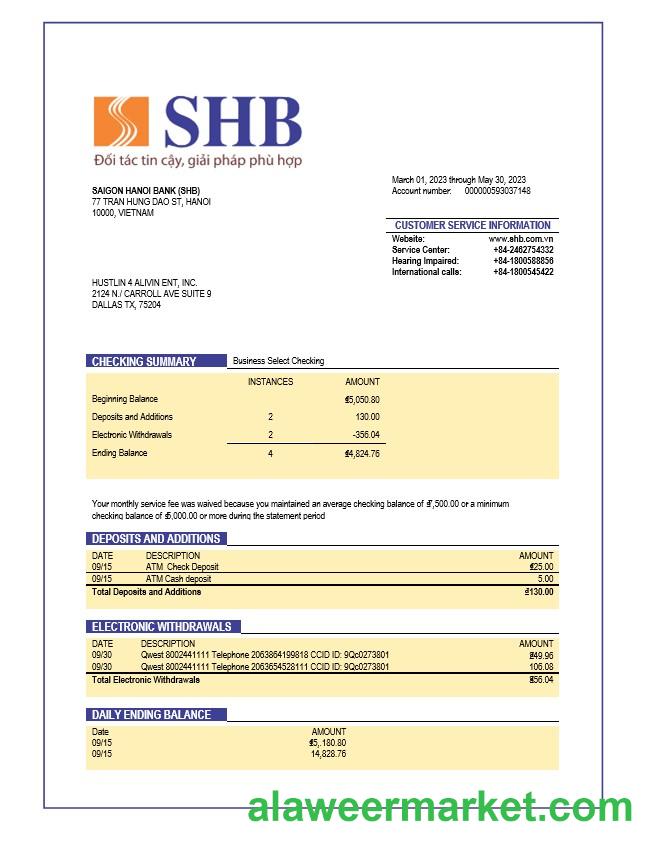 SHB
Đối tác tin cậy, giải pháp phù hợp
SAIGON HANOI BANK (SHB)
77 TRAN HUNG DAO ST, HANOI
10000, VIETNAM
March 01, 2023 through May 30, 2023
Account number: 000000593037148
CUSTOMER SERVICE INFORMATION
Website: www.shb.com.vn
Service Center: +84-2462754332
Hearing Impaired: +84-1800588856
International calls: +84-1800545422
HUSTLIN 4 ALIVIN ENT, INC.
2124 N./ CARROLL AVE SUITE 9
DALLAS TX, 75204
CHECKING SUMMARY Business Select Checking
INSTANCES AMOUNT
Beginning Balance ₫5,050.80
Deposits and Additions 2 130.00
Electronic Withdrawals 2 -356.04
Ending Balance 4 ₫4,824.76
Your monthly service fee was waived because you maintained an average checking balance of ₫7,500.00 or a minimum
checking balance of ₫5,000.00 or more during the statement period
DEPOSITS AND ADDITIONS
DATE DESCRIPTION AMOUNT
09/15 ATM Check Deposit ₫25.00
09/15 ATM Cash deposit 5.00
Total Deposits and Additions ₫130.00
ELECTRONIC WITHDRAWALS
DATE DESCRIPTION AMOUNT
09/30 Qwest 8002441111 Telephone 2063864199818 CCID ID: 9Qc0273801 ₫249.96
09/30 Qwest 8002441111 Telephone 2063654528111 CCID ID: 9Qc0273801 106.08
Total Electronic Withdrawals ₫356.04
DAILY ENDING BALANCE
Date AMOUNT
09/15 ₫5,.180.80
09/15 14,828.76
alaweermarket.com